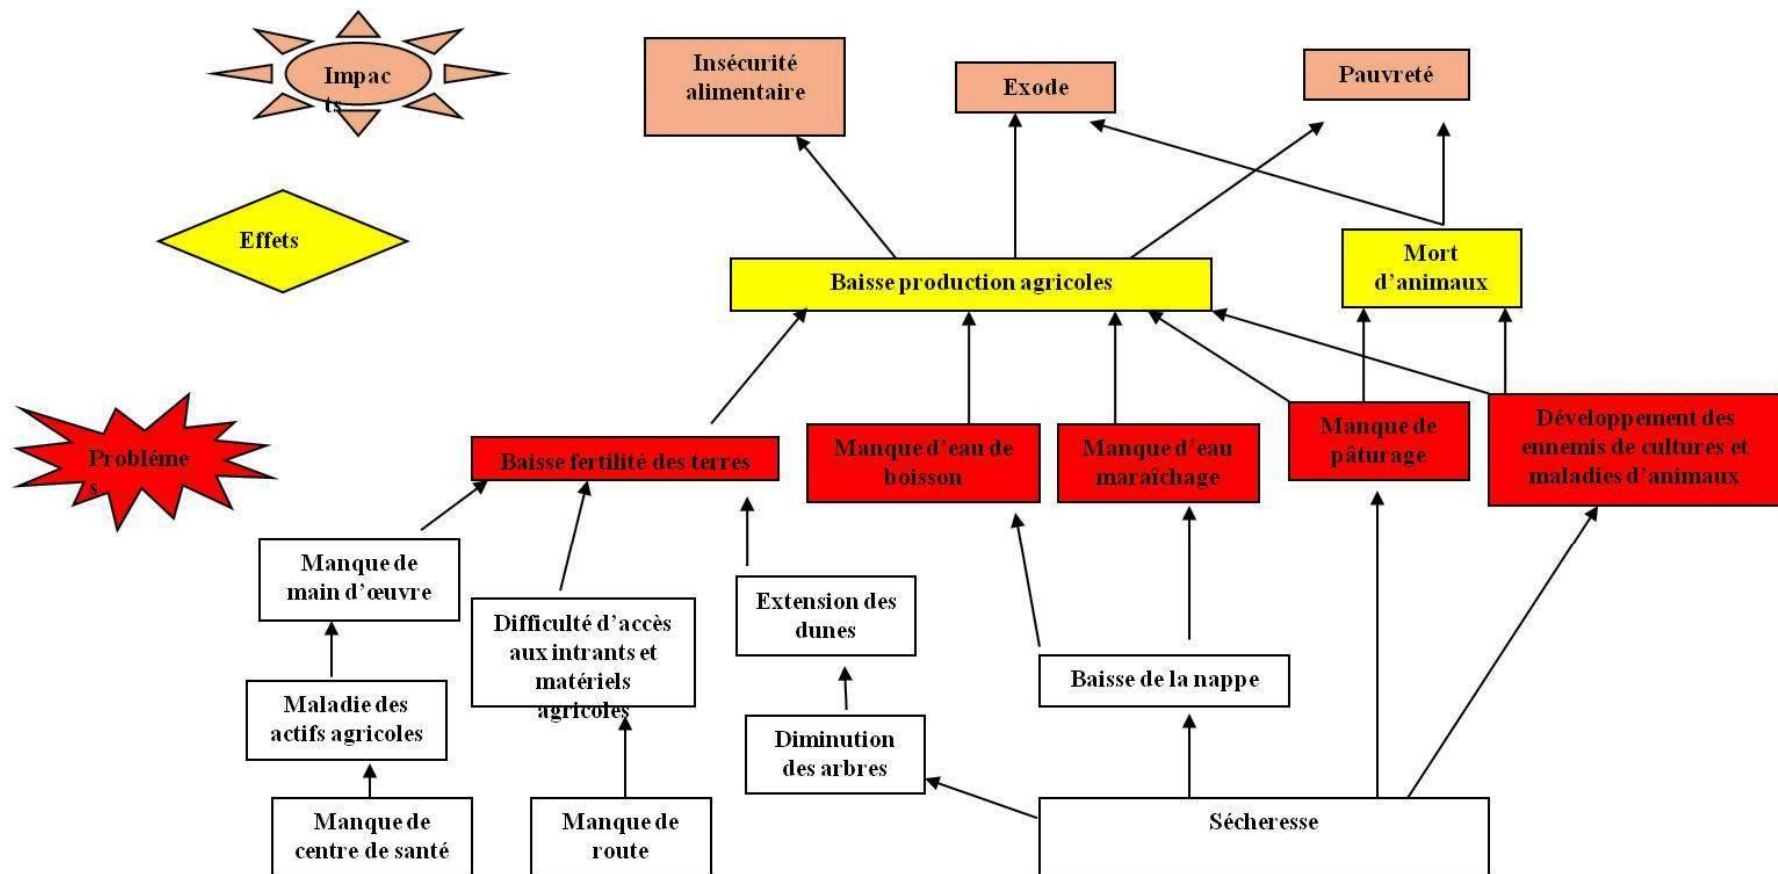 Impac
ts
Insécurité
alimentaire
Exode
Pauvreté
Effets
Baisse production agricoles
Mort
d'animaux
Probléme
s
Baisse fertilité des terres
Manque d'eau de
boisson
Manque d'eau
maraîchage
Manque de
pâturage
Développement des
ennemis de cultures et
maladies d'animaux
Manque de
main d'œuvre
Difficulté d'accès
aux intrants et
matériels
agricoles
Extension des
dunes
Baisse de la nappe
Maladie des
actifs agricoles
Diminution
des arbres
Manque de
centre de santé
Manque de
route
Sécheresse